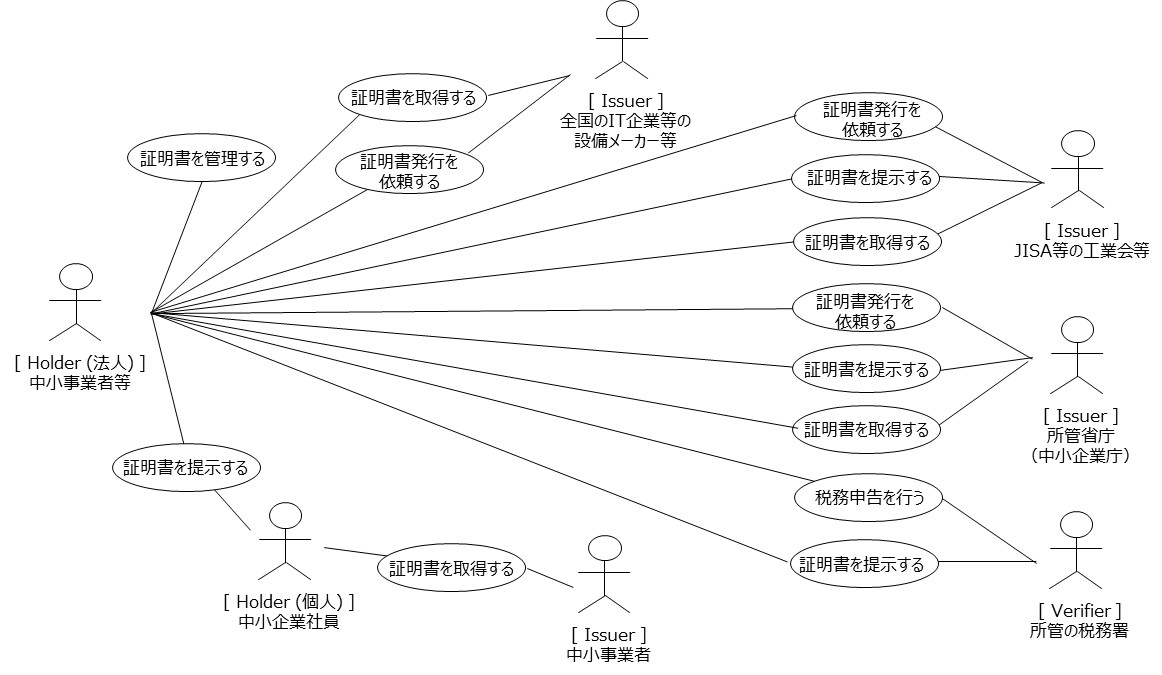 証明書を取得する
[ Issuer ]
全国のIT企業等の
設備メーカー等
証明書発行を
依頼する
証明書を管理する
証明書発行を
依頼する
証明書を提示する
証明書を取得する
[ Issuer ]
JISA等の工業会等
[ Holder (法人) ]
中小事業者等
証明書発行を
依頼する
証明書を提示する
証明書を取得する
[ Issuer ]
所管省庁
（中小企業庁）
証明書を提示する
税務申告を行う
証明書を提示する
[ Verifier ]
所管の税務署
[ Holder (個人) ]
中小企業社員
証明書を取得する
[ Issuer ]
中小事業者